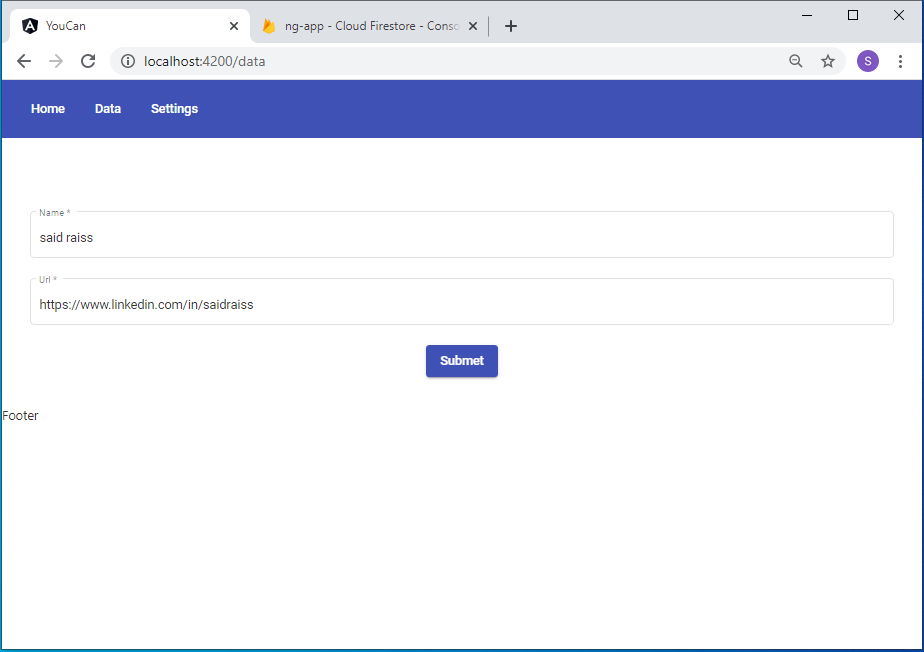 YouCan
ng-app - Cloud Firestore - Conso
localhost:4200/data
S
Home Data Settings
Name *
said raiss
Url *
https://www.linkedin.com/in/saidraiss
Submet
Footer